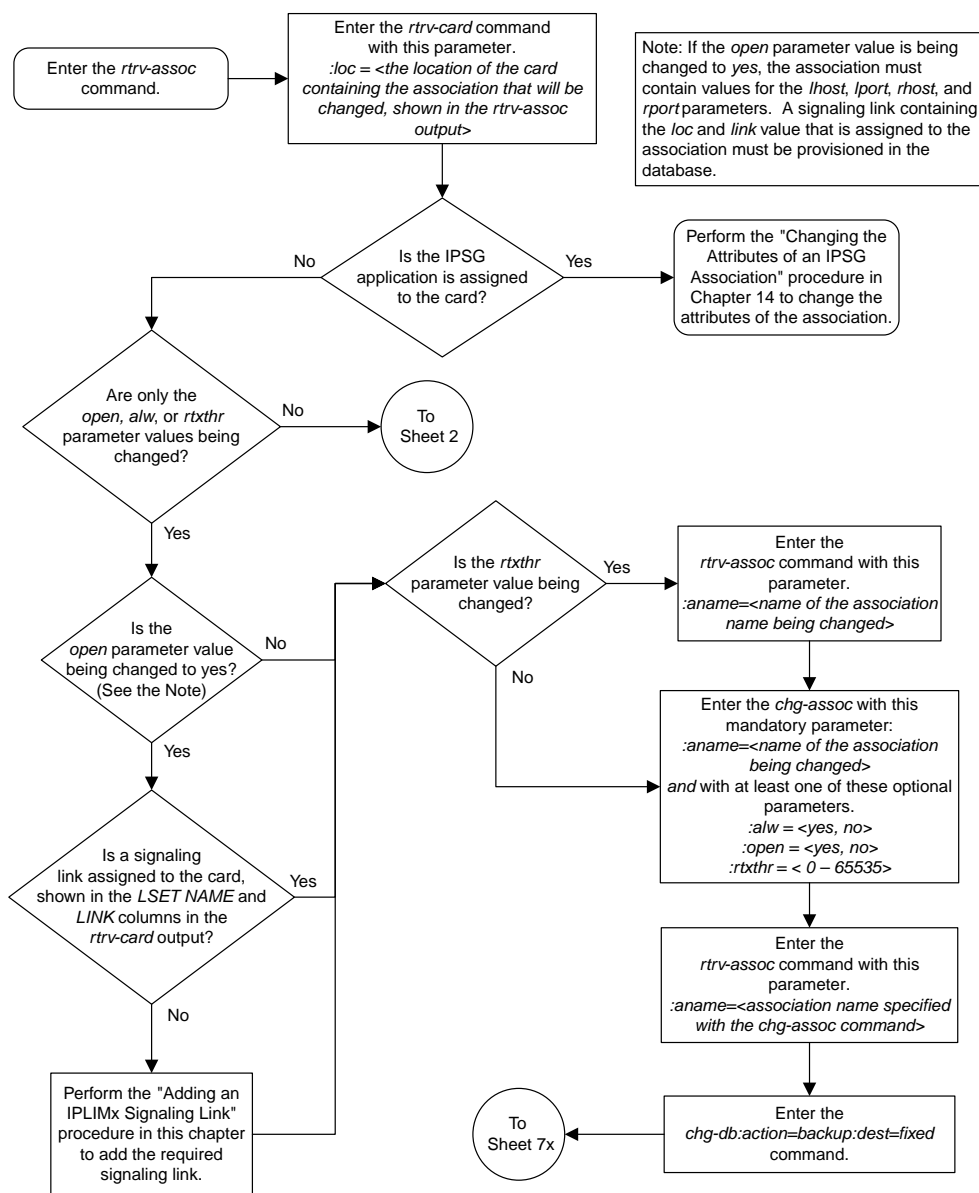 Enter the rtrv-assoc
command.
Enter the rtrv-card command
with this parameter.
:loc = <the location of the card
containing the association that will be
changed, shown in the rtrv-assoc
output>
Note: If the open parameter value is being
changed to yes, the association must
contain values for the lhost, lport, rhost, and
rport parameters. A signaling link containing
the loc and link value that is assigned to the
association must be provisioned in the
database.
Is the IPSG
application is assigned
to the card?
No
Yes
Perform the "Changing the
Attributes of an IPSG
Association" procedure in
Chapter 14 to change the
attributes of the association.
Are only the
open, alw, or rtxthr
parameter values being
changed?
No
To
Sheet 2
Yes
Is the
open parameter value
being changed to yes?
(See the Note)
No
Yes
Is a signaling
link assigned to the card,
shown in the LSET NAME and
LINK columns in the
rtrv-card output?
Yes
No
Perform the "Adding an
IPLIMx Signaling Link"
procedure in this chapter
to add the required
signaling link.
Is the rtxthr
parameter value being
changed?
Yes
No
Enter the
rtrv-assoc command with this
parameter.
:aname=<name of the association
name being changed>
Enter the chg-assoc with this
mandatory parameter:
:aname=<name of the association
being changed>
and with at least one of these optional
parameters.
:alw = <yes, no>
:open = <yes, no>
:rtxthr = < 0 – 65535>
Enter the
rtrv-assoc command with this
parameter.
:aname=<association name specified
with the chg-assoc command>
Enter the
chg-db:action=backup:dest=fixed
command.
To
Sheet 7x